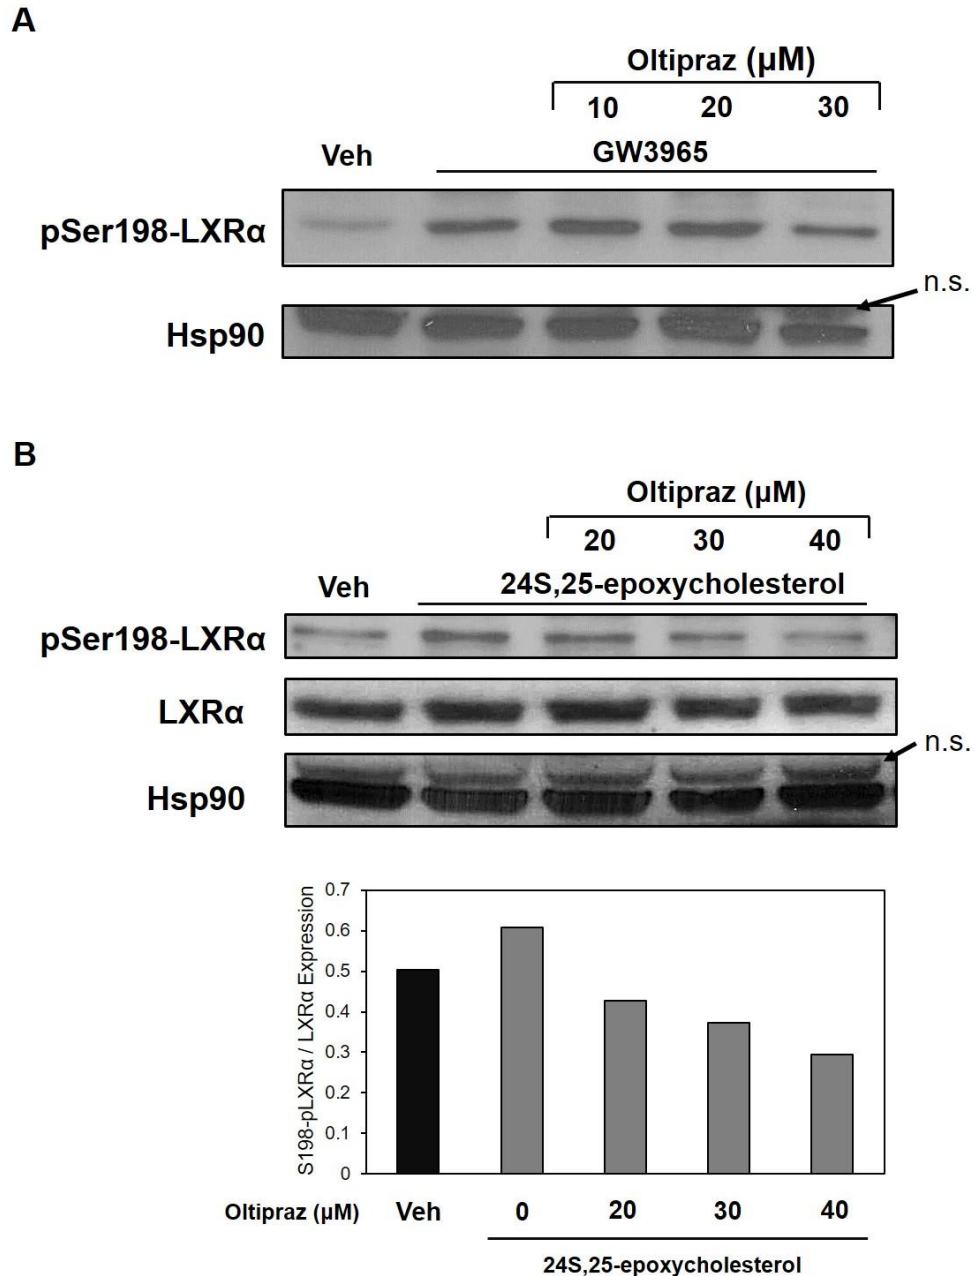 A
Oltipraz (µM)
10 20 30
Veh GW3965
pSer198-LXRα
n.s.
Hsp90
B
Oltipraz (µM)
20 30 40
Veh 24S,25-epoxycholesterol
pSer198-LXRα
LXRα
n.s.
Hsp90
S198-pLXRα / LXRα Expression
0.7
0.6
0.5
0.4
0.3
0.2
0.1
0
Oltipraz (µM) Veh 0 20 30 40
24S,25-epoxycholesterol